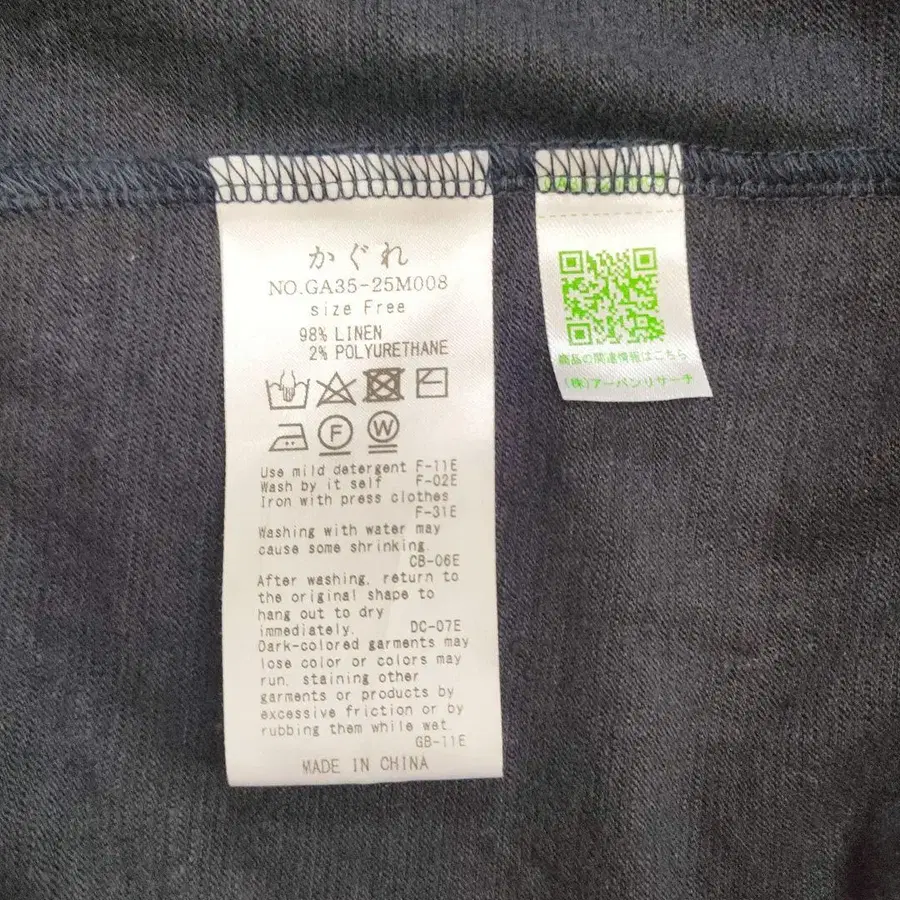 かぐれ
NO.GA35-25M008
size Free
98% LINEN
2% POLYURETHANE
F
W
Use mild detergent F-11E
Wash by it self F-02E
Iron with press clothes
F-31E
Washing with water may
cause some shrinking.
CB-06E
After washing, return to
the original shape to
hang out to dry
immediately. DC-07E
Dark-colored garments may
lose color or colors may
run, staining other
garments or products by
excessive friction or by
rubbing them while wet.
GB-11E
MADE IN CHINA
商品の関連情報はこちら
(株)アーバンリサーチ